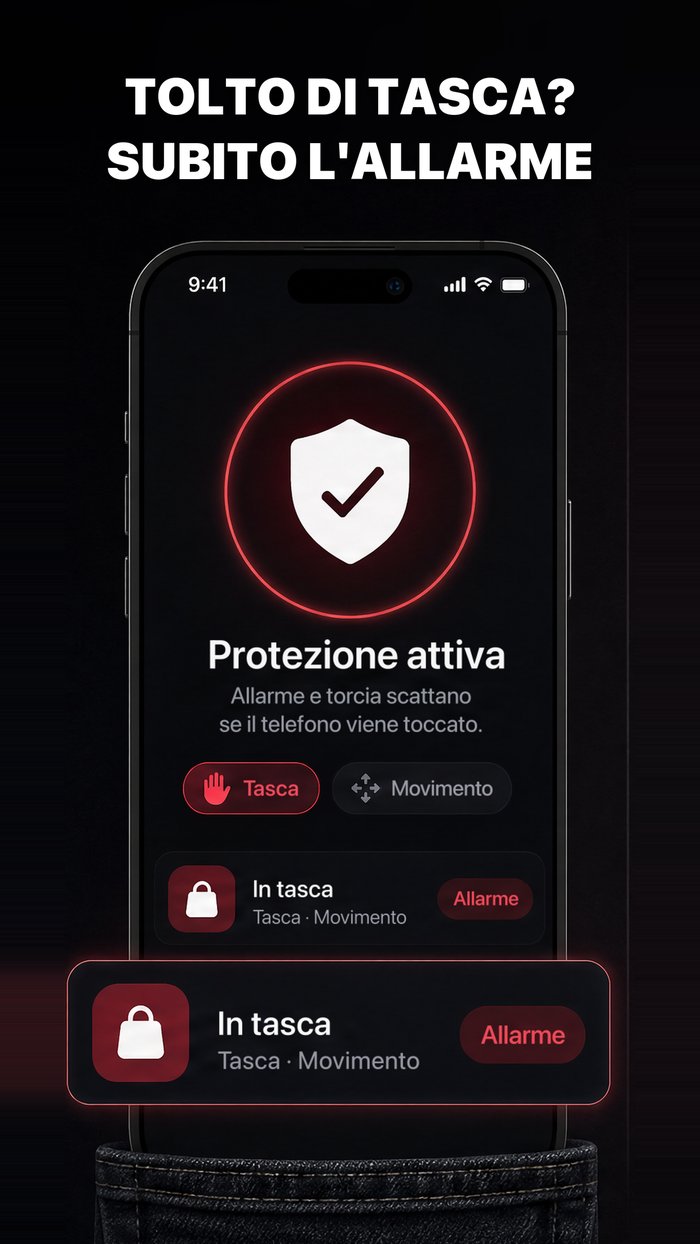 TOLTO DI TASCA?
SUBITO L'ALLARME
9:41
Protezione attiva
Allarme e torcia scattano
se il telefono viene toccato.
Tasca
Movimento
In tasca
Tasca · Movimento
Allarme
In tasca
Tasca · Movimento
Allarme